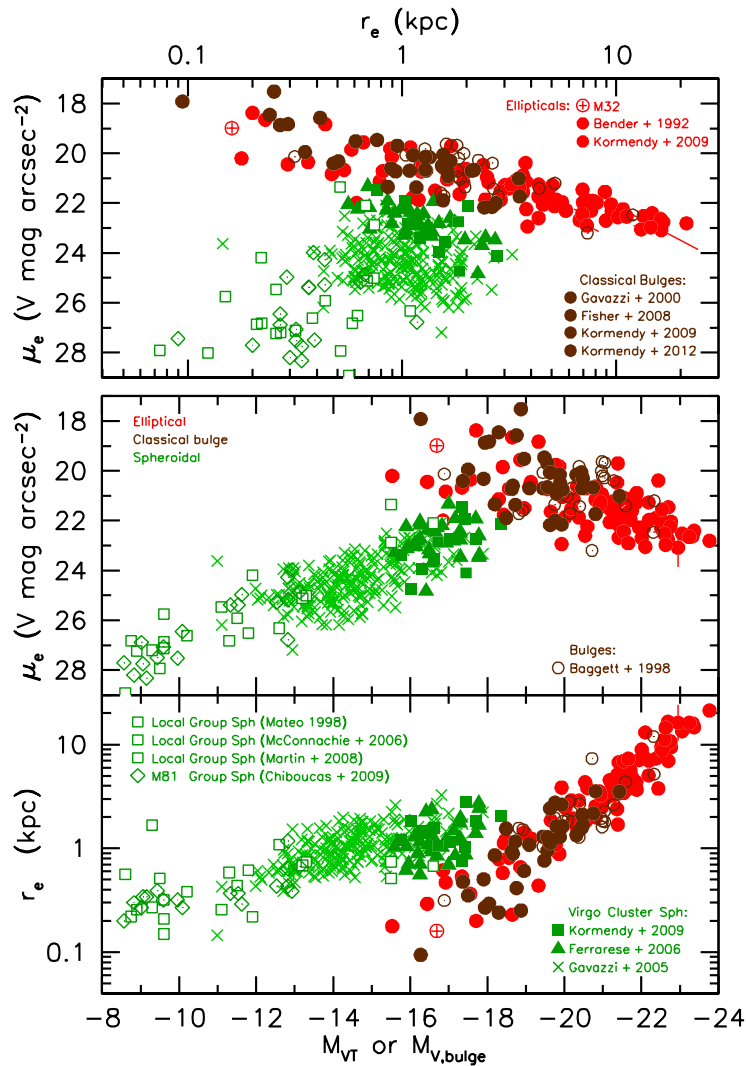 r_e (kpc)
0.1 1 10
Ellipticals: ⊕ M32
Bender + 1992
Kormendy + 2009
18
20
22
24
26
28
μ_e (V mag arcsec⁻²)
Classical Bulges:
Gavazzi + 2000
Fisher + 2008
Kormendy + 2009
Kormendy + 2012
Elliptical
Classical bulge
Spheroidal
18
20
22
24
26
28
μ_e (V mag arcsec⁻²)
Bulges:
Baggett + 1998
Local Group Sph (Mateo 1998)
Local Group Sph (McConnachie + 2006)
Local Group Sph (Martin + 2008)
M81 Group Sph (Chiboucas + 2009)
10
1
0.1
r_e (kpc)
Virgo Cluster Sph:
Kormendy + 2009
Ferrarese + 2006
Gavazzi + 2005
−8 −10 −12 −14 −16 −18 −20 −22 −24
M_VT or M_V,bulge